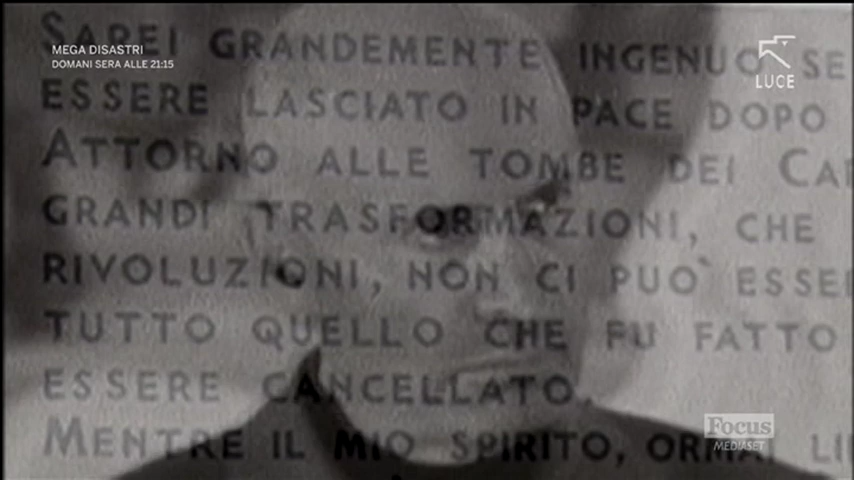 MEGA DISASTRI
DOMANI SERA ALLE 21:15
LUCE
SAREI GRANDEMENTE INGENUO SE
ESSERE LASCIATO IN PACE DOPO
ATTORNO ALLE TOMBE DEI
GRANDI TRASFORMAZIONI, CHE
RIVOLUZIONI, NON CI PUO' ESSE
TUTTO QUELLO CHE FU FATTO
ESSERE CANCELLATO.
MENTRE IL MIO SPIRITO, ORMAI LI
Focus
MEDIASET